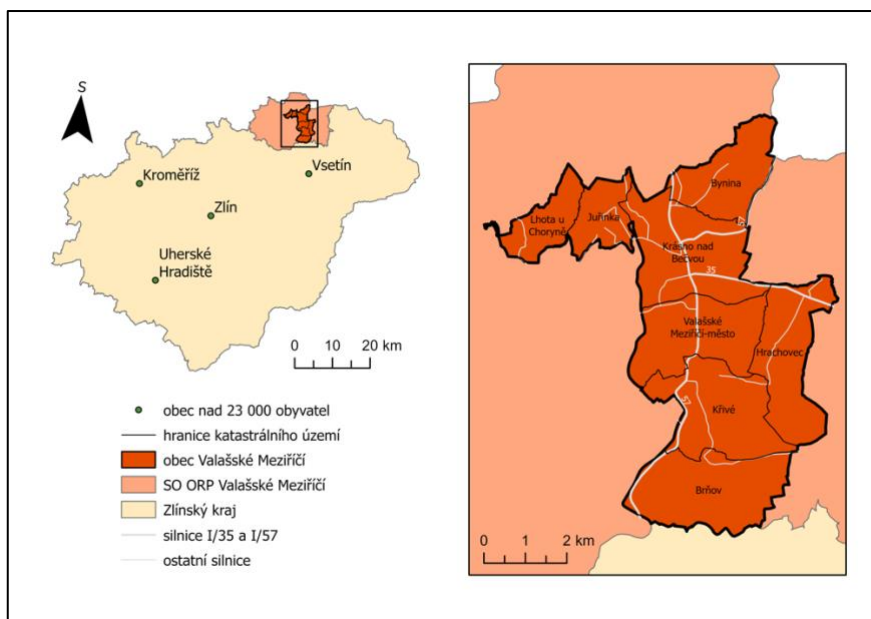 S
Kroměříž
Vsetín
Zlín
Uherské
Hradiště
0 10 20 km
obec nad 23 000 obyvatel
hranice katastrálního území
obec Valašské Meziříčí
SO ORP Valašské Meziříčí
Zlínský kraj
silnice I/35 a I/57
ostatní silnice
Bynina
Lhota u
Choryně
Juřinka
57
Krásno nad
Bečvou
35
Valašské
Meziříčí-město
Hrachovec
57
Křivé
Brňov
0 1 2 km